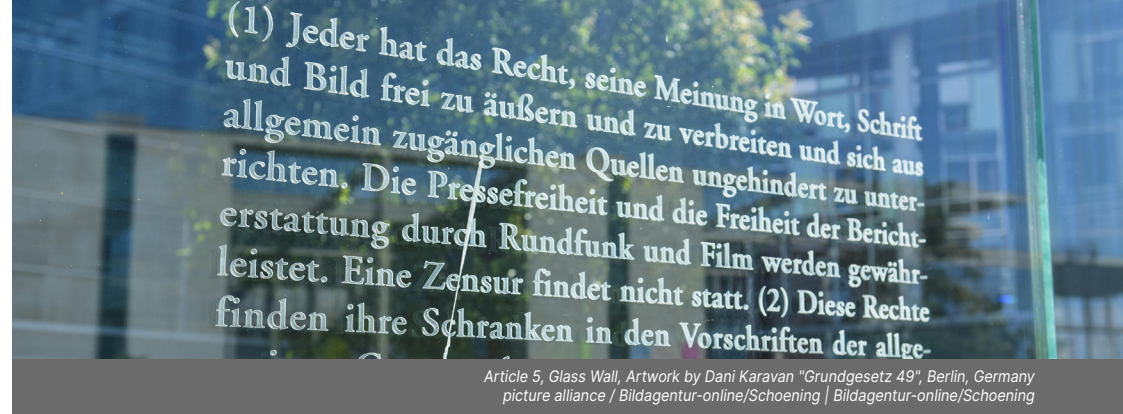 (1) Jeder hat das Recht, seine Meinung in Wort, Schrift
und Bild frei zu äußern und zu verbreiten und sich aus
allgemein zugänglichen Quellen ungehindert zu unter-
richten. Die Pressefreiheit und die Freiheit der Bericht-
erstattung durch Rundfunk und Film werden gewähr-
leistet. Eine Zensur findet nicht statt. (2) Diese Rechte
finden ihre Schranken in den Vorschriften der allge-
Article 5, Glass Wall, Artwork by Dani Karavan "Grundgesetz 49", Berlin, Germany
picture alliance / Bildagentur-online/Schoening | Bildagentur-online/Schoening